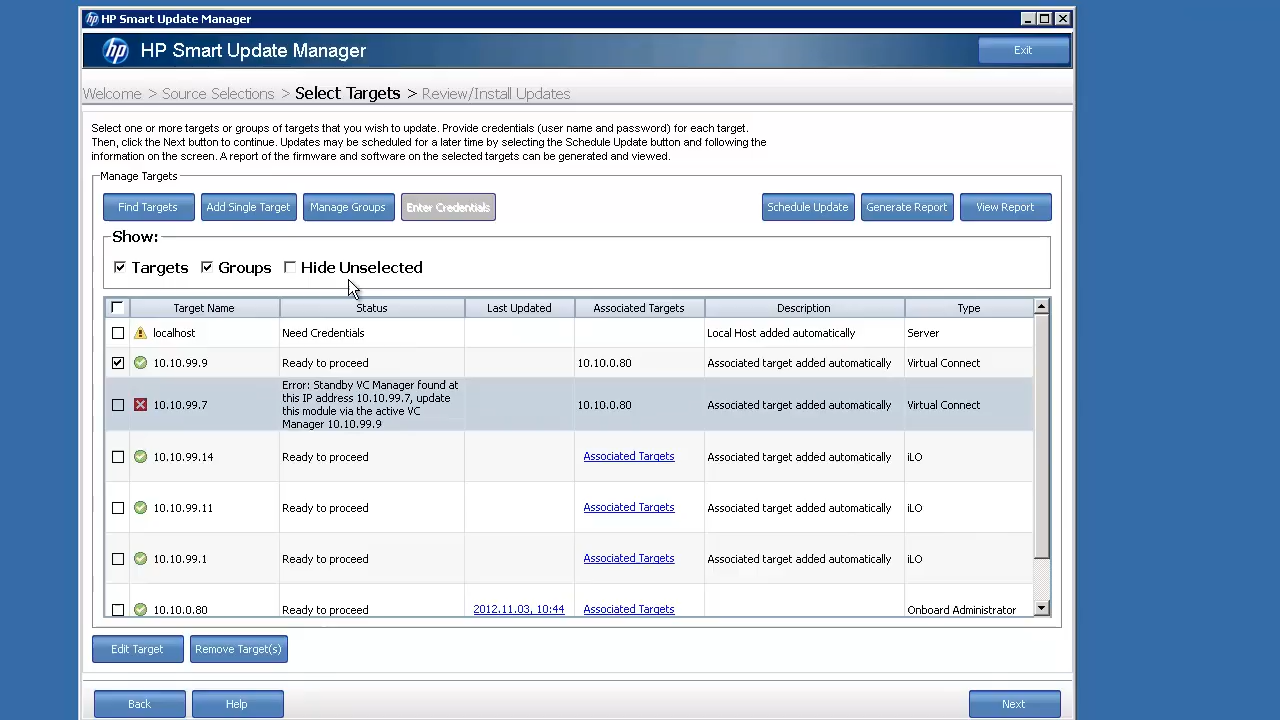 HP Smart Update Manager
hp HP Smart Update Manager Exit
Welcome > Source Selections > Select Targets > Review/Install Updates
Select one or more targets or groups of targets that you wish to update. Provide credentials (user name and password) for each target.
Then, click the Next button to continue. Updates may be scheduled for a later time by selecting the Schedule Update button and following the
information on the screen. A report of the firmware and software on the selected targets can be generated and viewed.
Manage Targets
Find Targets Add Single Target Manage Groups Enter Credentials Schedule Update Generate Report View Report
Show:
Targets Groups Hide Unselected
Target Name Status Last Updated Associated Targets Description Type
localhost Need Credentials Local Host added automatically Server
10.10.99.9 Ready to proceed 10.10.0.80 Associated target added automatically Virtual Connect
Error: Standby VC Manager found at
this IP address 10.10.99.7, update
10.10.99.7 this module via the active VC 10.10.0.80 Associated target added automatically Virtual Connect
Manager 10.10.99.9
10.10.99.14 Ready to proceed Associated Targets Associated target added automatically iLO
10.10.99.11 Ready to proceed Associated Targets Associated target added automatically iLO
10.10.99.1 Ready to proceed Associated Targets Associated target added automatically iLO
10.10.0.80 Ready to proceed 2012.11.03, 10:44 Associated Targets Onboard Administrator
Edit Target Remove Target(s)
Back Help Next